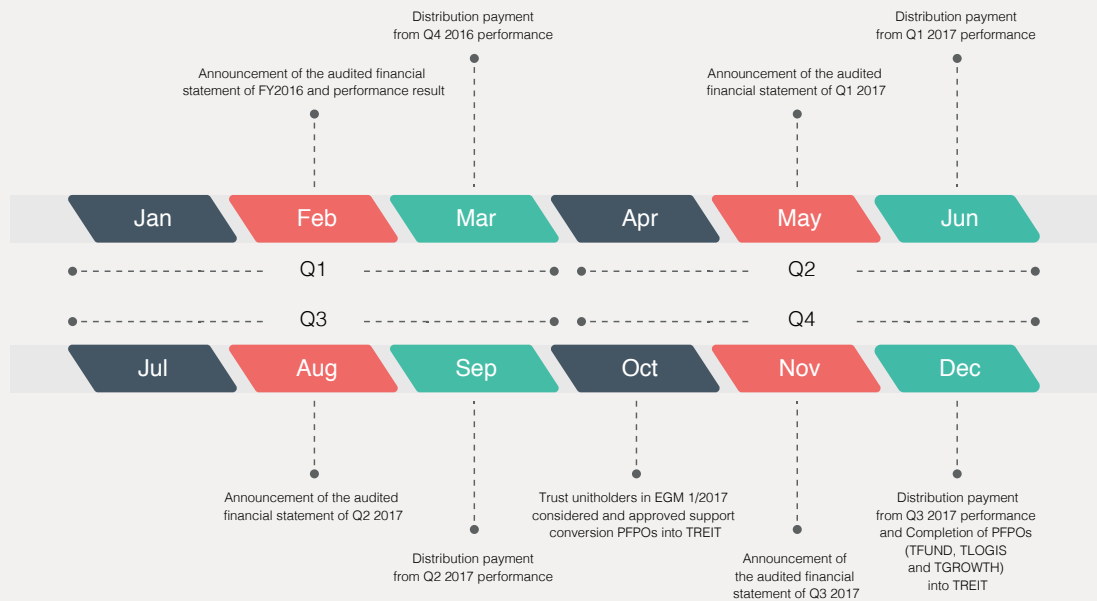 Distribution payment
from Q4 2016 performance
Distribution payment
from Q1 2017 performance
Announcement of the audited financial
statement of FY2016 and performance result
Announcement of the audited
financial statement of Q1 2017
Jan
Feb
Mar
Apr
May
Jun
Q1
Q2
Q3
Q4
Jul
Aug
Sep
Oct
Nov
Dec
Announcement of the audited
financial statement of Q2 2017
Distribution payment
from Q2 2017 performance
Trust unitholders in EGM 1/2017
considered and approved support
conversion PFPOs into TREIT
Announcement of
the audited financial
statement of Q3 2017
Distribution payment
from Q3 2017 performance
and Completion of PFPOs
(TFUND, TLOGIS
and TGROWTH)
into TREIT